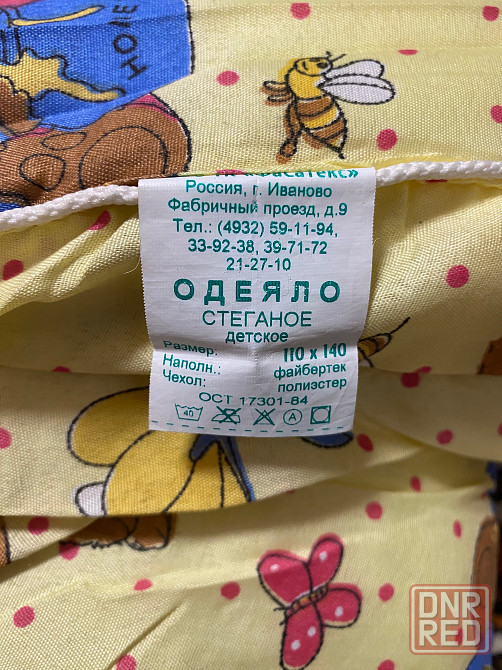 HONE
Россия, г. Иваново
Фабричный проезд, д.9
Тел.: (4932) 59-11-94,
33-92-38, 39-71-72
21-27-10
ОДЕЯЛО
СТЕГАНОЕ
детское
Размер: 110 х 140
Наполн.: файбертек
Чехол: полиэстер
ОСТ 17301-84
40 A
DNR
RED